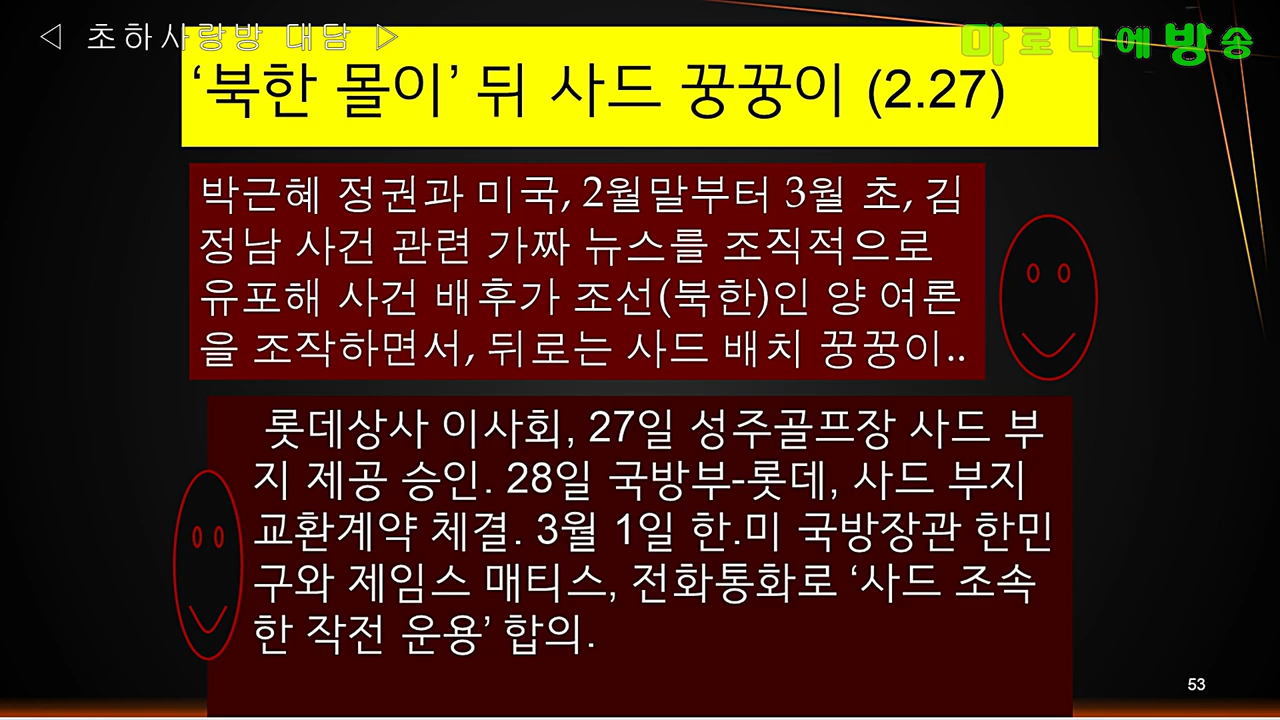 ◁ 초하사랑방 대담 ▷
마로니에방송
‘북한 몰이’ 뒤 사드 꿍꿍이 (2.27)
박근혜 정권과 미국, 2월말부터 3월 초, 김
정남 사건 관련 가짜 뉴스를 조직적으로
유포해 사건 배후가 조선(북한)인 양 여론
을 조작하면서, 뒤로는 사드 배치 꿍꿍이..
롯데상사 이사회, 27일 성주골프장 사드 부
지 제공 승인. 28일 국방부-롯데, 사드 부지
교환계약 체결. 3월 1일 한.미 국방장관 한민
구와 제임스 매티스, 전화통화로 ‘사드 조속
한 작전 운용’ 합의.
53